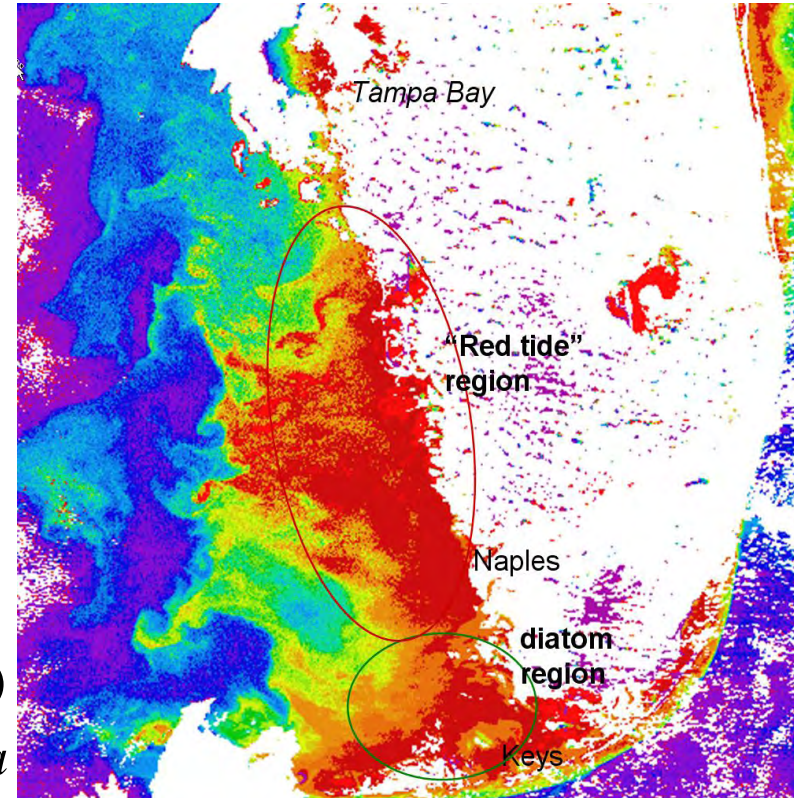 Tampa Bay
“Red tide”
region
Naples
diatom
region
)
Keys
a